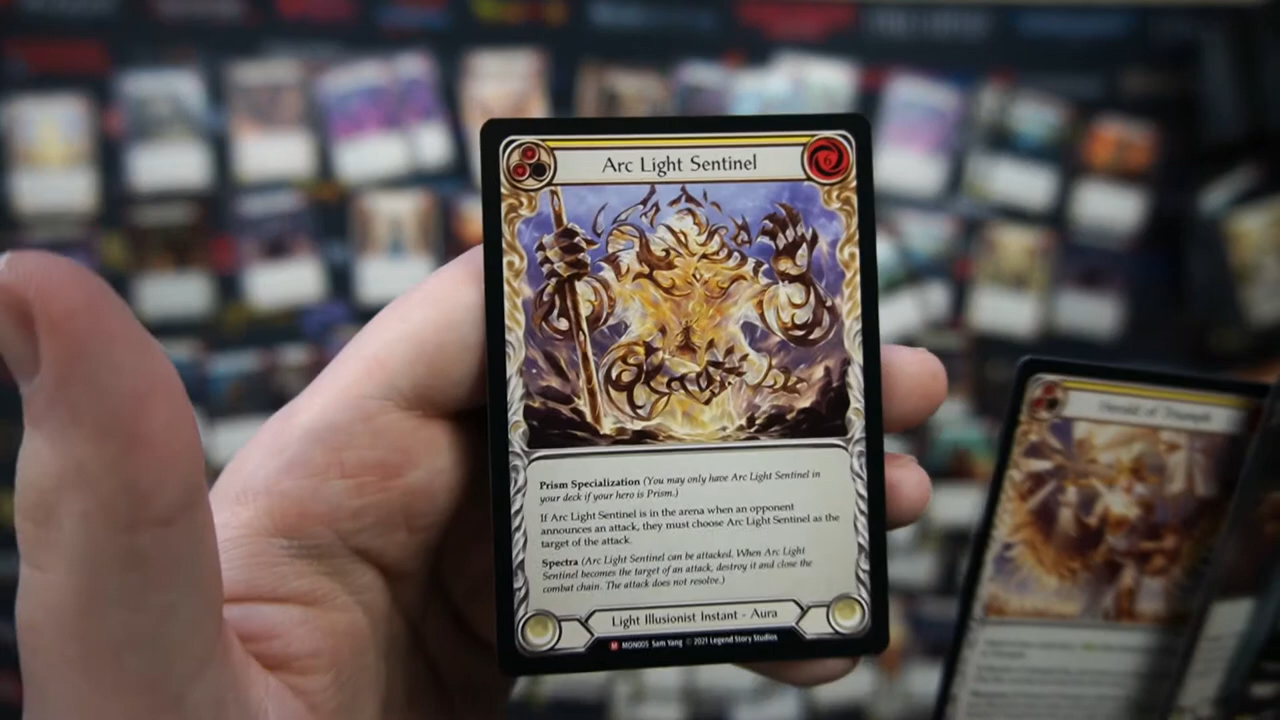 Arc Light Sentinel
6
Prism Specialization (You may only have Arc Light Sentinel in
your deck if your hero is Prism.)
If Arc Light Sentinel is in the arena when an opponent
announces an attack, they must choose Arc Light Sentinel as the
target of the attack.
Spectra (Arc Light Sentinel can be attacked. When Arc Light
Sentinel becomes the target of an attack, destroy it and close the
combat chain. The attack does not resolve.)
Light Illusionist Instant - Aura
M MON005 Sam Yang © 2021 Legend Story Studios
Herald of Triumph